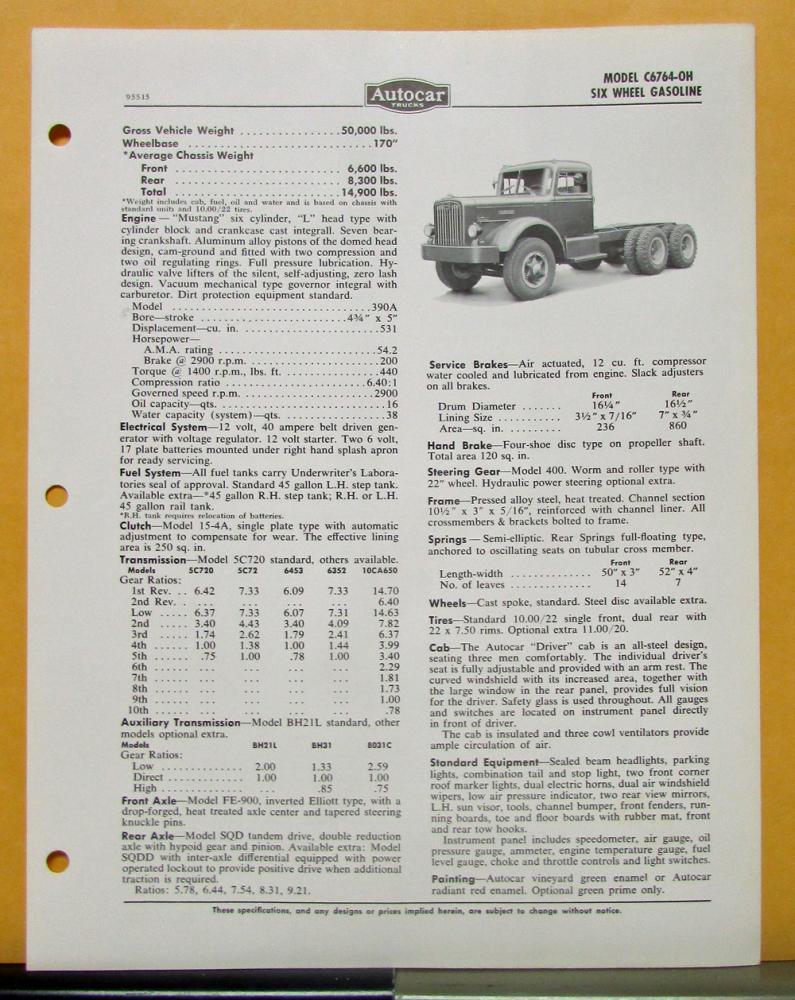 95515
Autocar
TRUCKS
MODEL C6764-OH
SIX WHEEL GASOLINE
Gross Vehicle Weight ................50,000 lbs.
Wheelbase ............................170"
*Average Chassis Weight
Front ........................ 6,600 lbs.
Rear ........................ 8,300 lbs.
Total ........................ 14,900 lbs.
*Weight includes cab, fuel, oil and water and is based on chassis with
standard units and 10.00/22 tires.
Engine — "Mustang" six cylinder, "L" head type with
cylinder block and crankcase cast integrall. Seven bear-
ing crankshaft. Aluminum alloy pistons of the domed head
design, cam-ground and fitted with two compression and
two oil regulating rings. Full pressure lubrication. Hy-
draulic valve lifters of the silent, self-adjusting, zero lash
design. Vacuum mechanical type governor integral with
carburetor. Dirt protection equipment standard.
Model ................................390A
Bore—stroke ........................4¾" x 5"
Displacement—cu. in. ......................531
Horsepower—
A.M.A. rating ..........................54.2
Brake @ 2900 r.p.m. ....................200
Torque @ 1400 r.p.m., lbs. ft. ................440
Compression ratio ......................6.40:1
Governed speed r.p.m. ....................2900
Oil capacity—qts. ..........................16
Water capacity (system)—qts. ................38
Electrical System—12 volt, 40 ampere belt driven gen-
erator with voltage regulator. 12 volt starter. Two 6 volt,
17 plate batteries mounted under right hand splash apron
for ready servicing.
Fuel System—All fuel tanks carry Underwriter's Labora-
tories seal of approval. Standard 45 gallon L.H. step tank.
Available extra—*45 gallon R.H. step tank; R.H. or L.H.
45 gallon rail tank.
*R.H. tank requires relocation of batteries.
Clutch—Model 15-4A, single plate type with automatic
adjustment to compensate for wear. The effective lining
area is 250 sq. in.
Transmission—Model 5C720 standard, others available.
Models 5C720 5C72 6453 6352 10CA650
Gear Ratios:
1st Rev. .. 6.42 7.33 6.09 7.33 14.70
2nd Rev. . ... ... ... ... 6.40
Low ..... 6.37 7.33 6.07 7.31 14.63
2nd ...... 3.40 4.43 3.40 4.09 7.82
3rd ...... 1.74 2.62 1.79 2.41 6.37
4th ...... 1.00 1.38 1.00 1.44 3.99
5th ...... .75 1.00 .78 1.00 3.40
6th ...... ... ... ... ... 2.29
7th ...... ... ... ... ... 1.81
8th ...... ... ... ... ... 1.73
9th ...... ... ... ... ... 1.00
10th ..... ... ... ... ... .78
Auxiliary Transmission—Model BH21L standard, other
models optional extra.
Models BH21L BH31 8031C
Gear Ratios:
Low .............. 2.00 1.33 2.59
Direct ............. 1.00 1.00 1.00
High .............. ... .85 .75
Front Axle—Model FE-900, inverted Elliott type, with a
drop-forged, heat treated axle center and tapered steering
knuckle pins.
Rear Axle—Model SQD tandem drive, double reduction
axle with hypoid gear and pinion. Available extra: Model
SQDD with inter-axle differential equipped with power
operated lockout to provide positive drive when additional
traction is required.
Ratios: 5.78, 6.44, 7.54, 8.31, 9.21.
Service Brakes—Air actuated, 12 cu. ft. compressor
water cooled and lubricated from engine. Slack adjusters
on all brakes.
Front Rear
Drum Diameter ....... 16¼" 16½"
Lining Size ........... 3½" x 7/16" 7" x ¾"
Area—sq. in. .......... 236 860
Hand Brake—Four-shoe disc type on propeller shaft.
Total area 120 sq. in.
Steering Gear—Model 400. Worm and roller type with
22" wheel. Hydraulic power steering optional extra.
Frame—Pressed alloy steel, heat treated. Channel section
10½" x 3" x 5/16", reinforced with channel liner. All
crossmembers & brackets bolted to frame.
Springs — Semi-elliptic. Rear Springs full-floating type,
anchored to oscillating seats on tubular cross member.
Front Rear
Length-width .............. 50" x 3" 52" x 4"
No. of leaves .............. 14 7
Wheels—Cast spoke, standard. Steel disc available extra.
Tires—Standard 10.00/22 single front, dual rear with
22 x 7.50 rims. Optional extra 11.00/20.
Cab—The Autocar "Driver" cab is an all-steel design,
seating three men comfortably. The individual driver's
seat is fully adjustable and provided with an arm rest. The
curved windshield with its increased area, together with
the large window in the rear panel, provides full vision
for the driver. Safety glass is used throughout. All gauges
and switches are located on instrument panel directly
in front of driver.
The cab is insulated and three cowl ventilators provide
ample circulation of air.
Standard Equipment—Sealed beam headlights, parking
lights, combination tail and stop light, two front corner
roof marker lights, dual electric horns, dual air windshield
wipers, low air pressure indicator, two rear view mirrors,
L.H. sun visor, tools, channel bumper, front fenders, run-
ning boards, toe and floor boards with rubber mat, front
and rear tow hooks.
Instrument panel includes speedometer, air gauge, oil
pressure gauge, ammeter, engine temperature gauge, fuel
level gauge, choke and throttle controls and light switches.
Painting—Autocar vineyard green enamel or Autocar
radiant red enamel. Optional green prime only.
These specifications, and any designs or prices implied herein, are subject to change without notice.